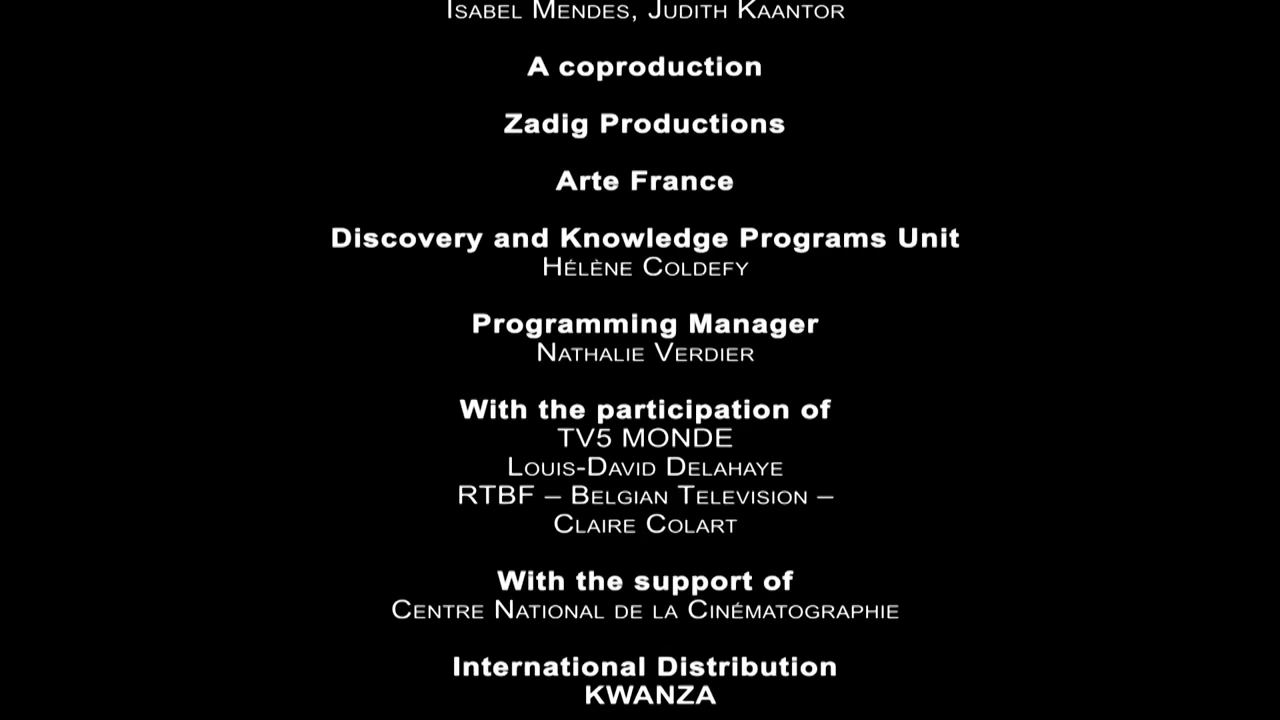 Isabel Mendes, Judith Kaantor
A coproduction
Zadig Productions
Arte France
Discovery and Knowledge Programs Unit
Hélène Coldefy
Programming Manager
Nathalie Verdier
With the participation of
TV5 MONDE
Louis-David Delahaye
RTBF – Belgian Television –
Claire Colart
With the support of
Centre National de la Cinématographie
International Distribution
KWANZA